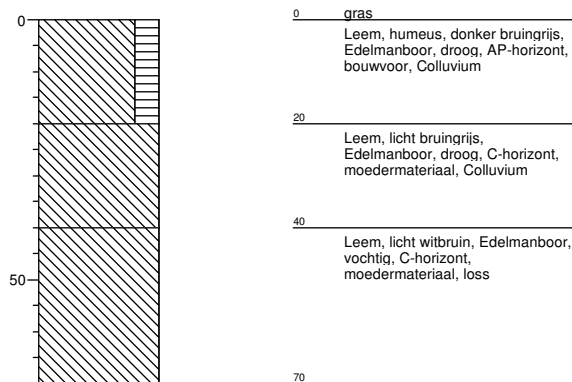 0
50
0
gras
Leem, humeus, donker bruingrijs,
Edelmanboor, droog, AP-horizont,
bouwvoor, Colluvium
20
Leem, licht bruingrijs,
Edelmanboor, droog, C-horizont,
moedermateriaal, Colluvium
40
Leem, licht witbruin, Edelmanboor,
vochtig, C-horizont,
moedermateriaal, loss
70